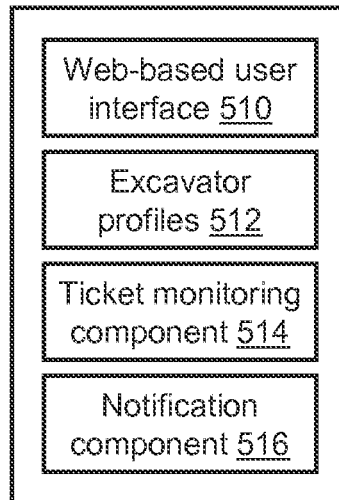 Web-based user
interface 510
Excavator
profiles 512
Ticket monitoring
component 514
Notification
component 516